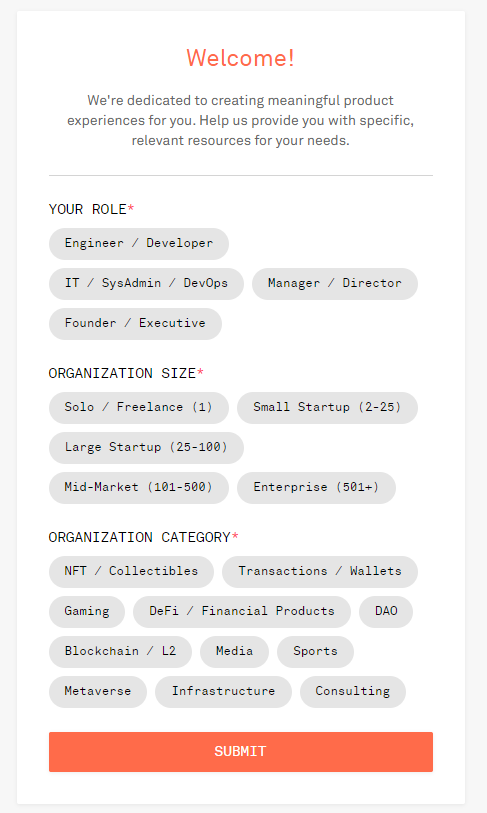 Welcome!
We're dedicated to creating meaningful product
experiences for you. Help us provide you with specific,
relevant resources for your needs.
YOUR ROLE*
Engineer / Developer
IT / SysAdmin / DevOps
Manager / Director
Founder / Executive
ORGANIZATION SIZE*
Solo / Freelance (1)
Small Startup (2-25)
Large Startup (25-100)
Mid-Market (101-500)
Enterprise (501+)
ORGANIZATION CATEGORY*
NFT / Collectibles
Transactions / Wallets
Gaming
DeFi / Financial Products
DAO
Blockchain / L2
Media
Sports
Metaverse
Infrastructure
Consulting
SUBMIT